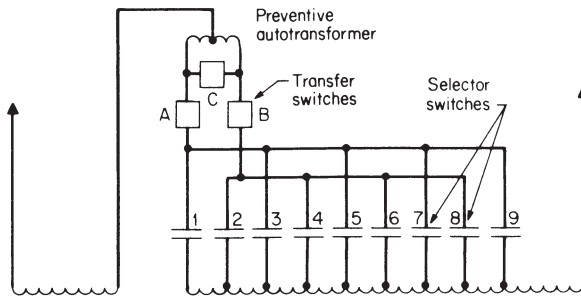 Preventive
autotransformer
C
A
B
Transfer
switches
Selector
switches
1 2 3 4 5 6 7 8 9